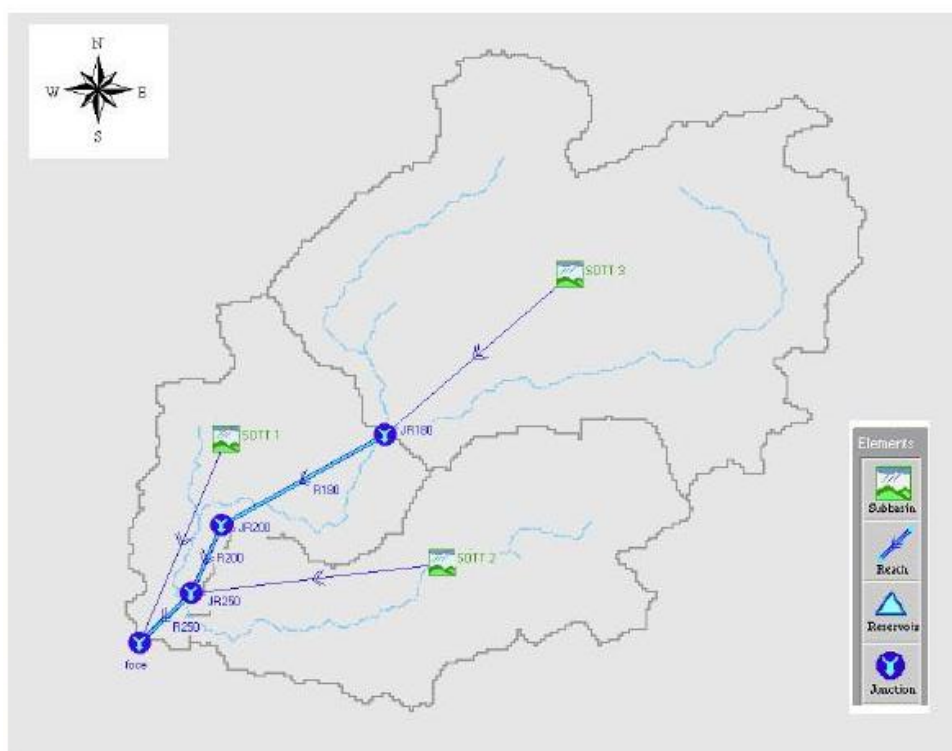 N
W E
S
SOTT 3
SOTT 1
JR180
R180
JR200
R200
SOTT 2
JR250
R250
foce
Elements
Subbasin
Reach
Reservoir
Junction